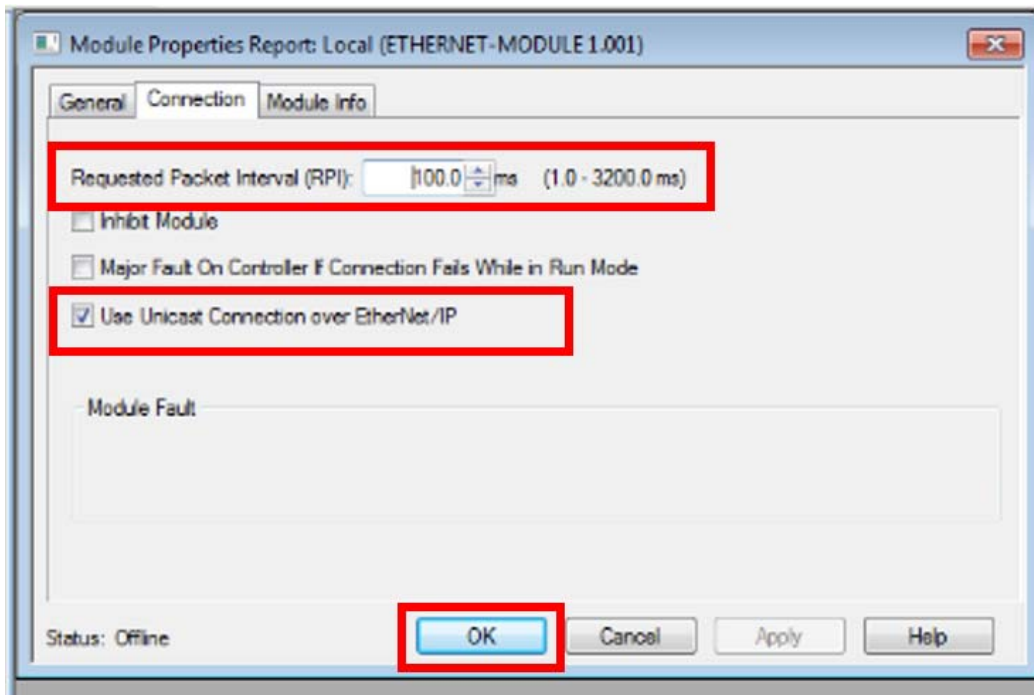 Module Properties Report: Local (ETHERNET-MODULE 1.001)
General Connection Module Info
Requested Packet Interval (RPI): 100.0 ms (1.0 - 3200.0 ms)
Inhibit Module
Major Fault On Controller If Connection Fails While in Run Mode
Use Unicast Connection over EtherNet/IP
Module Fault
Status: Offline OK Cancel Apply Help